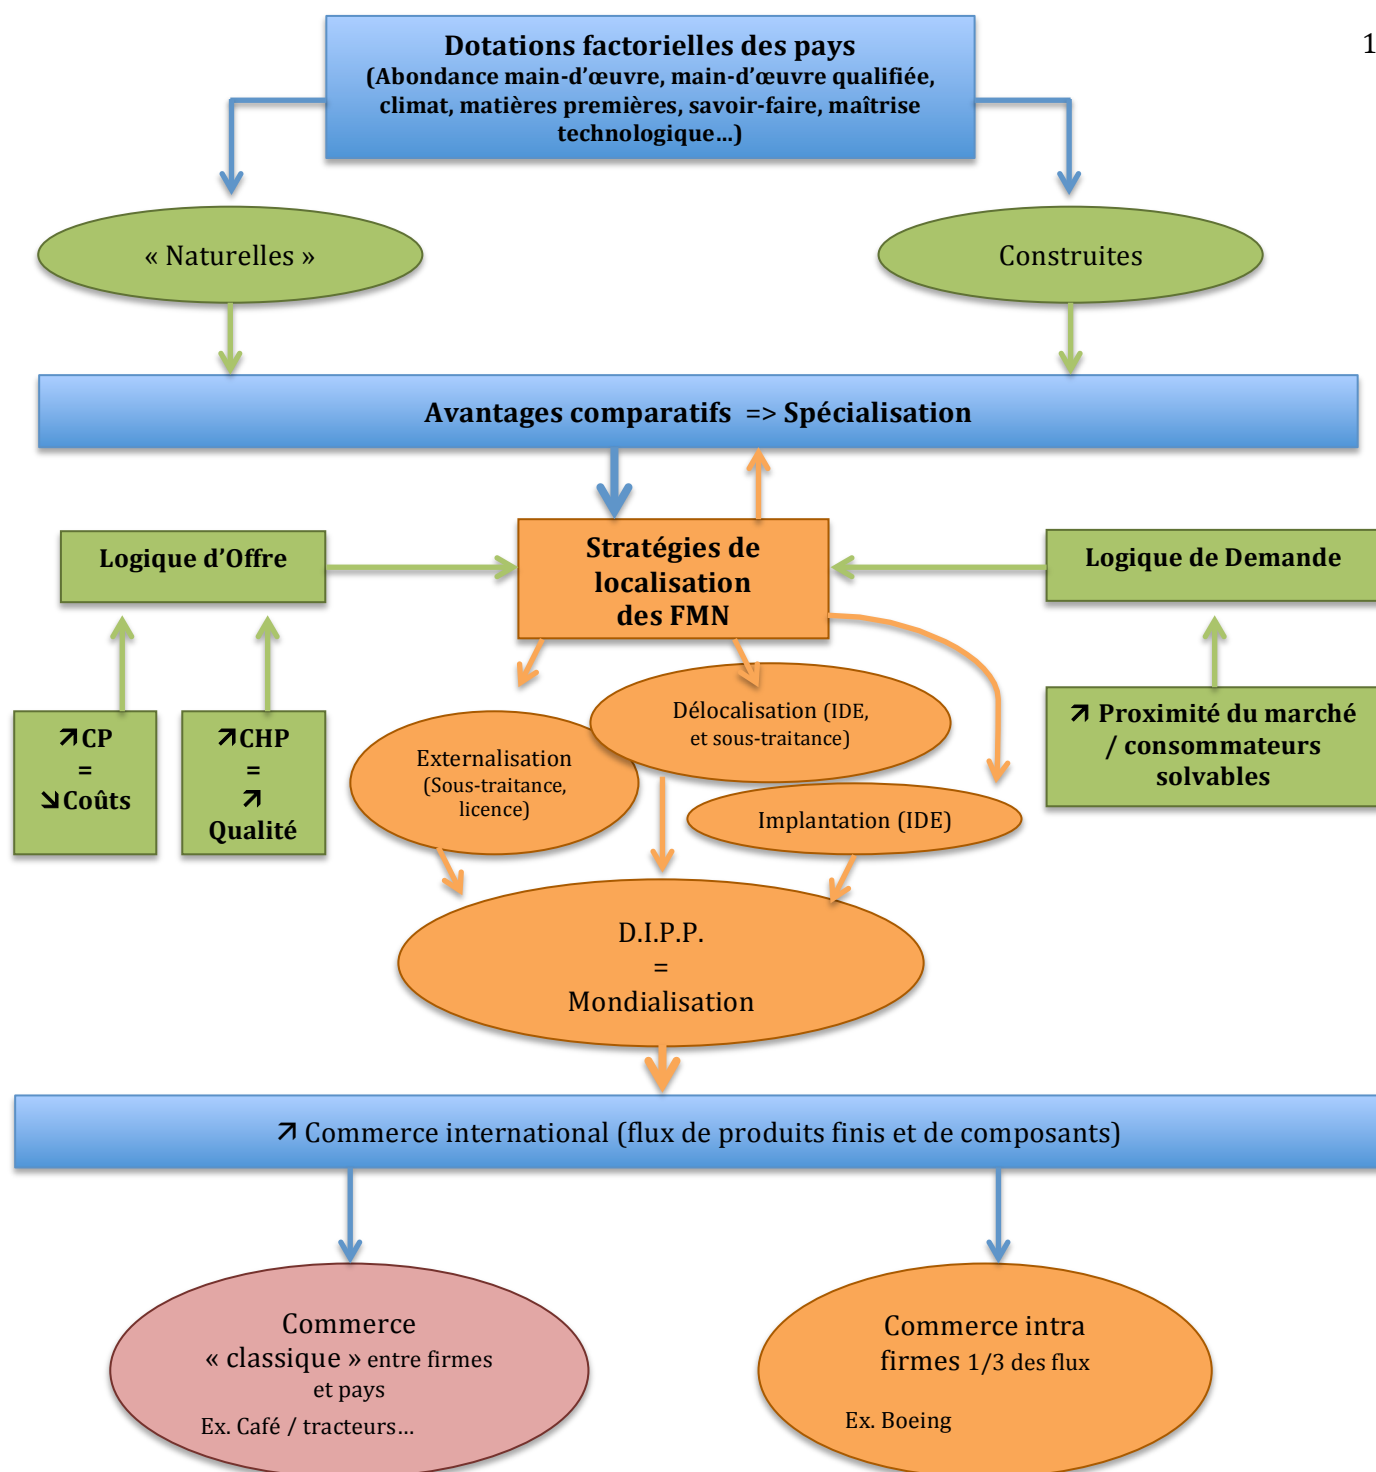 1
Dotations factorielles des pays
(Abondance main-d’œuvre, main-d’œuvre qualifiée,
climat, matières premières, savoir-faire, maîtrise
technologique…)
« Naturelles »
Construites
Avantages comparatifs => Spécialisation
Logique d’Offre
Stratégies de
localisation
des FMN
Logique de Demande
↗CP
=
↘Coûts
↗CHP
=
↗
Qualité
Externalisation
(Sous-traitance,
licence)
Délocalisation (IDE,
et sous-traitance)
Implantation (IDE)
↗ Proximité du marché
/ consommateurs
solvables
D.I.P.P.
=
Mondialisation
↗ Commerce international (flux de produits finis et de composants)
Commerce
« classique » entre firmes
et pays
Ex. Café / tracteurs…
Commerce intra
firmes 1/3 des flux
Ex. Boeing